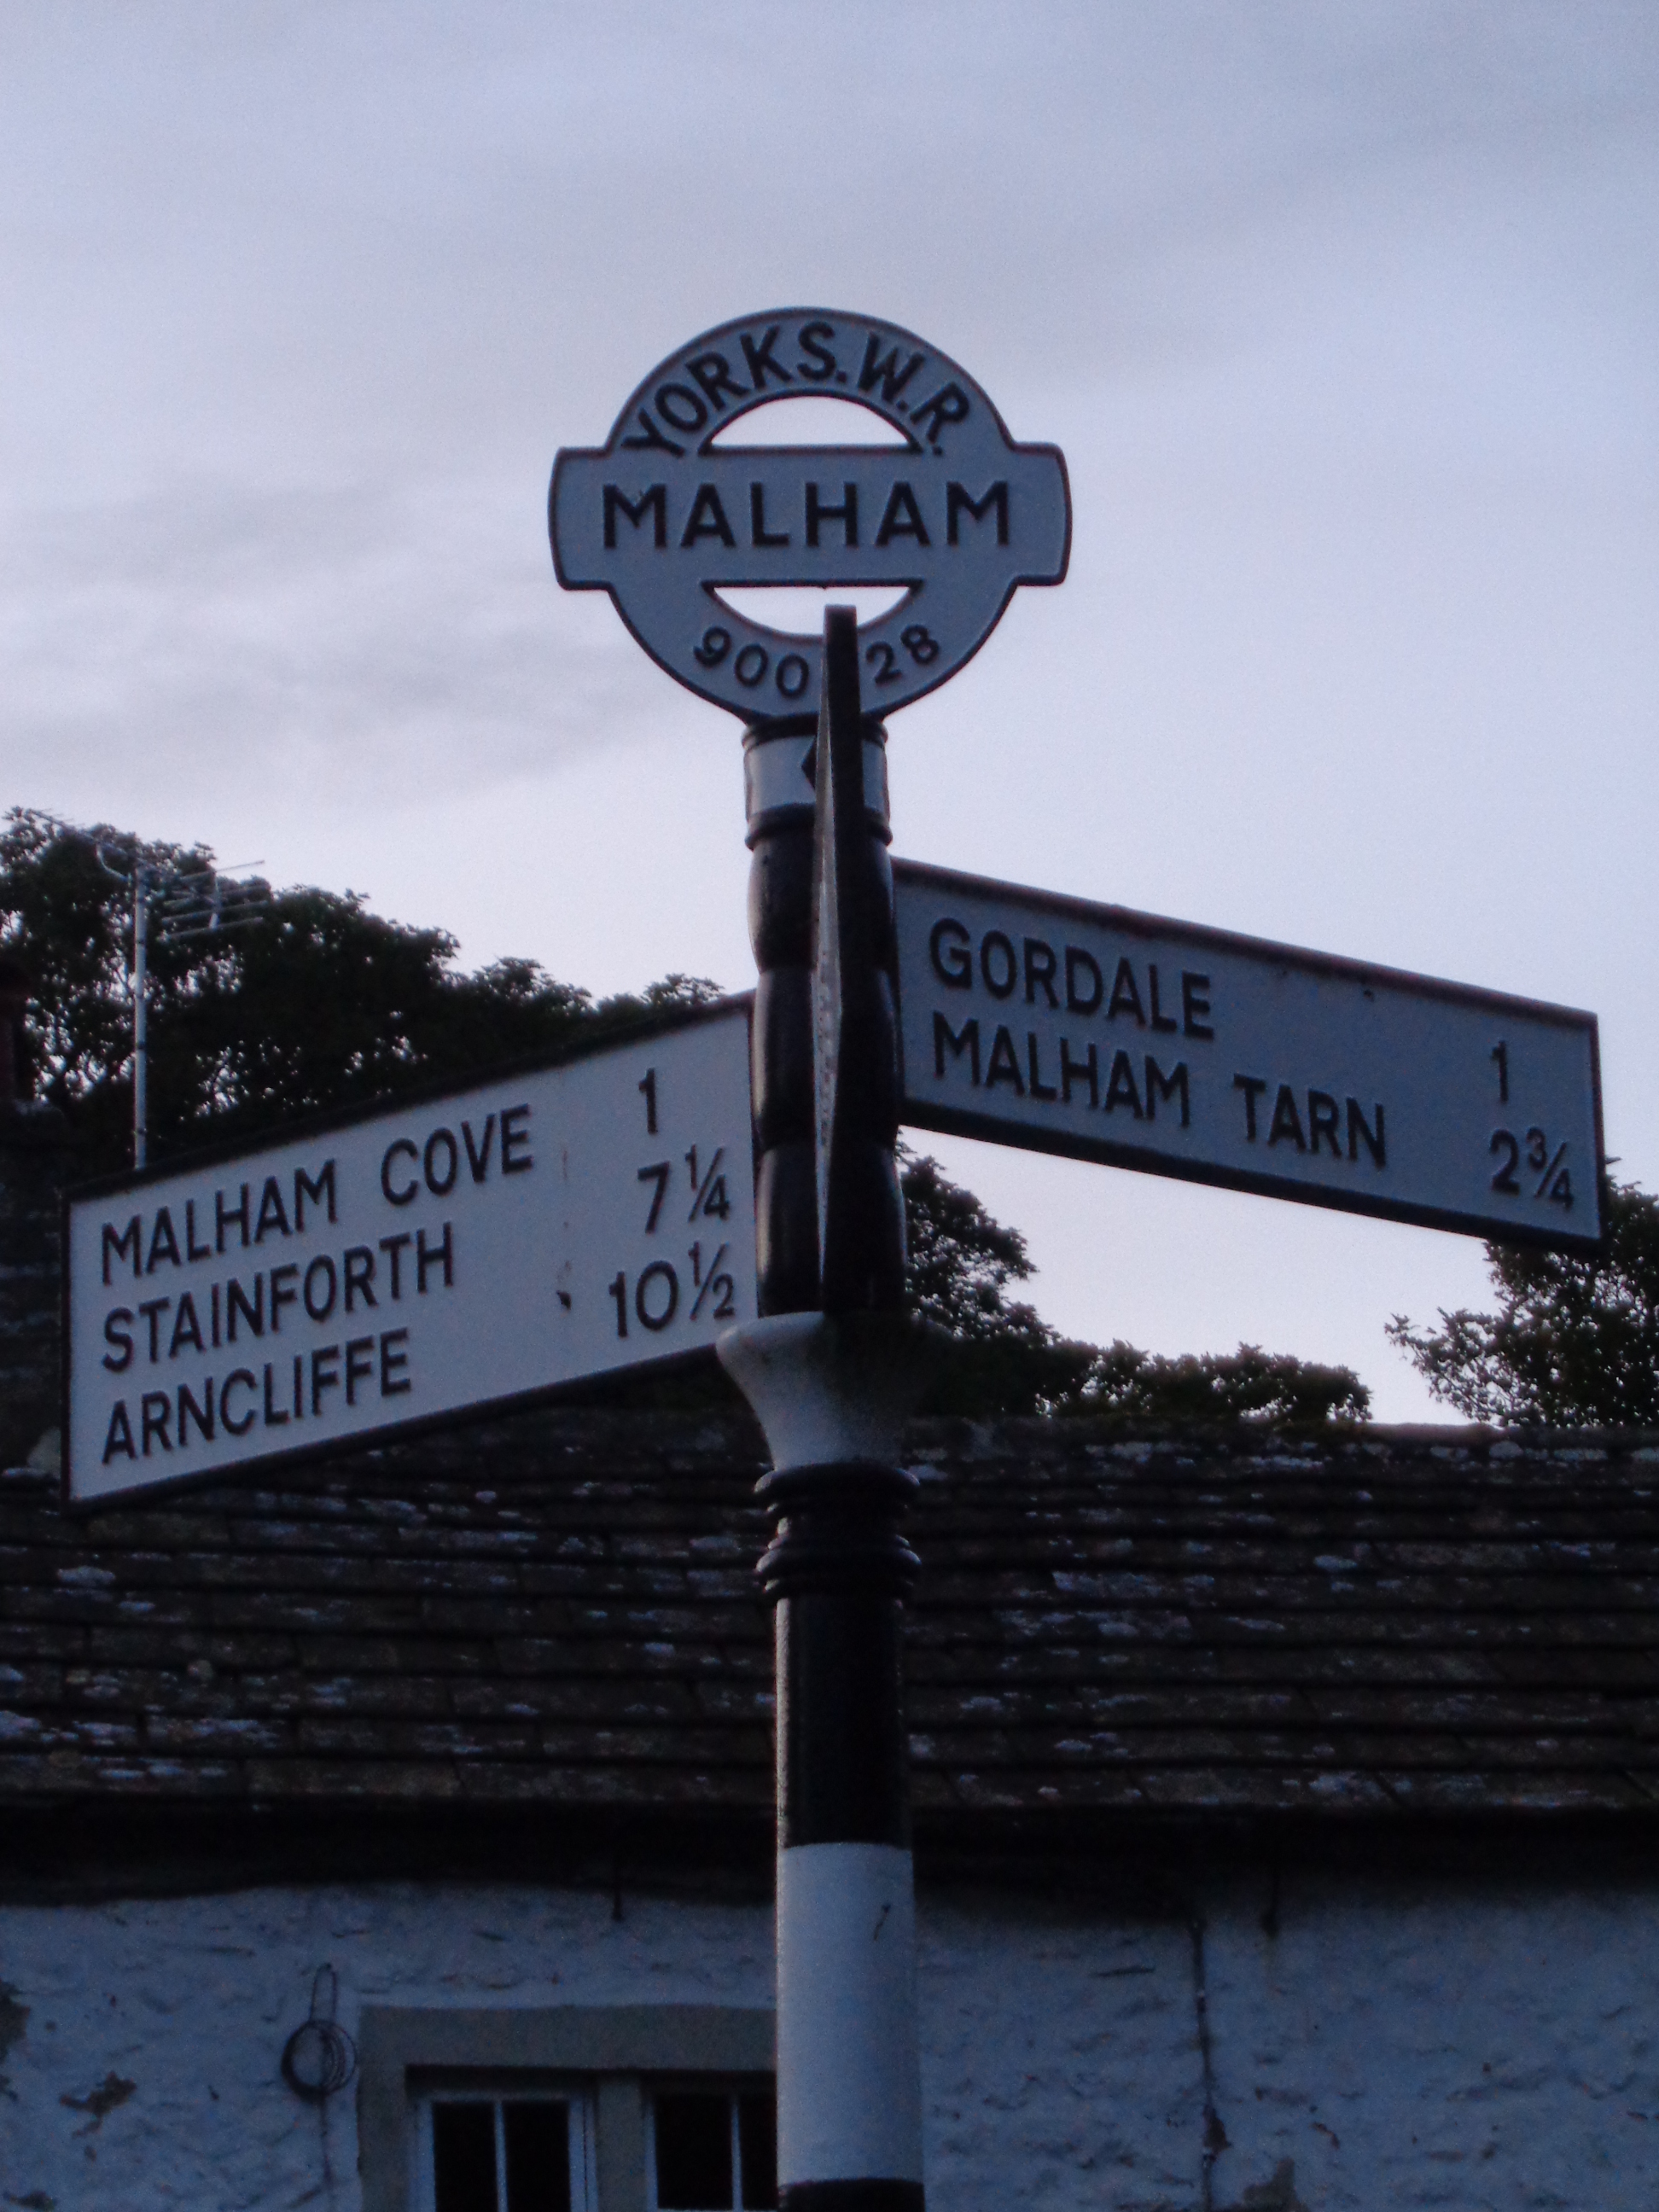 YORKS.W.R.
MALHAM
900 28
GORDALE 1
MALHAM TARN 2¾
MALHAM COVE 1
STAINFORTH 7¼
ARNCLIFFE 10½